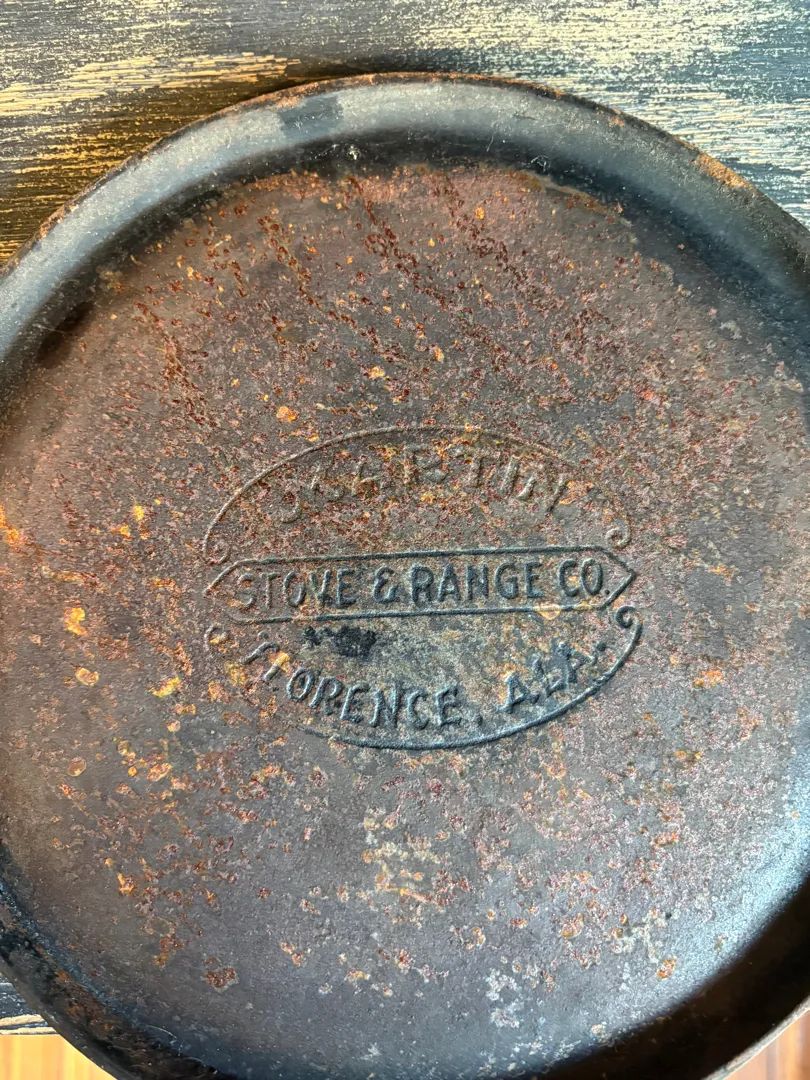 MARTIN
STOVE & RANGE CO.
FLORENCE, ALA.